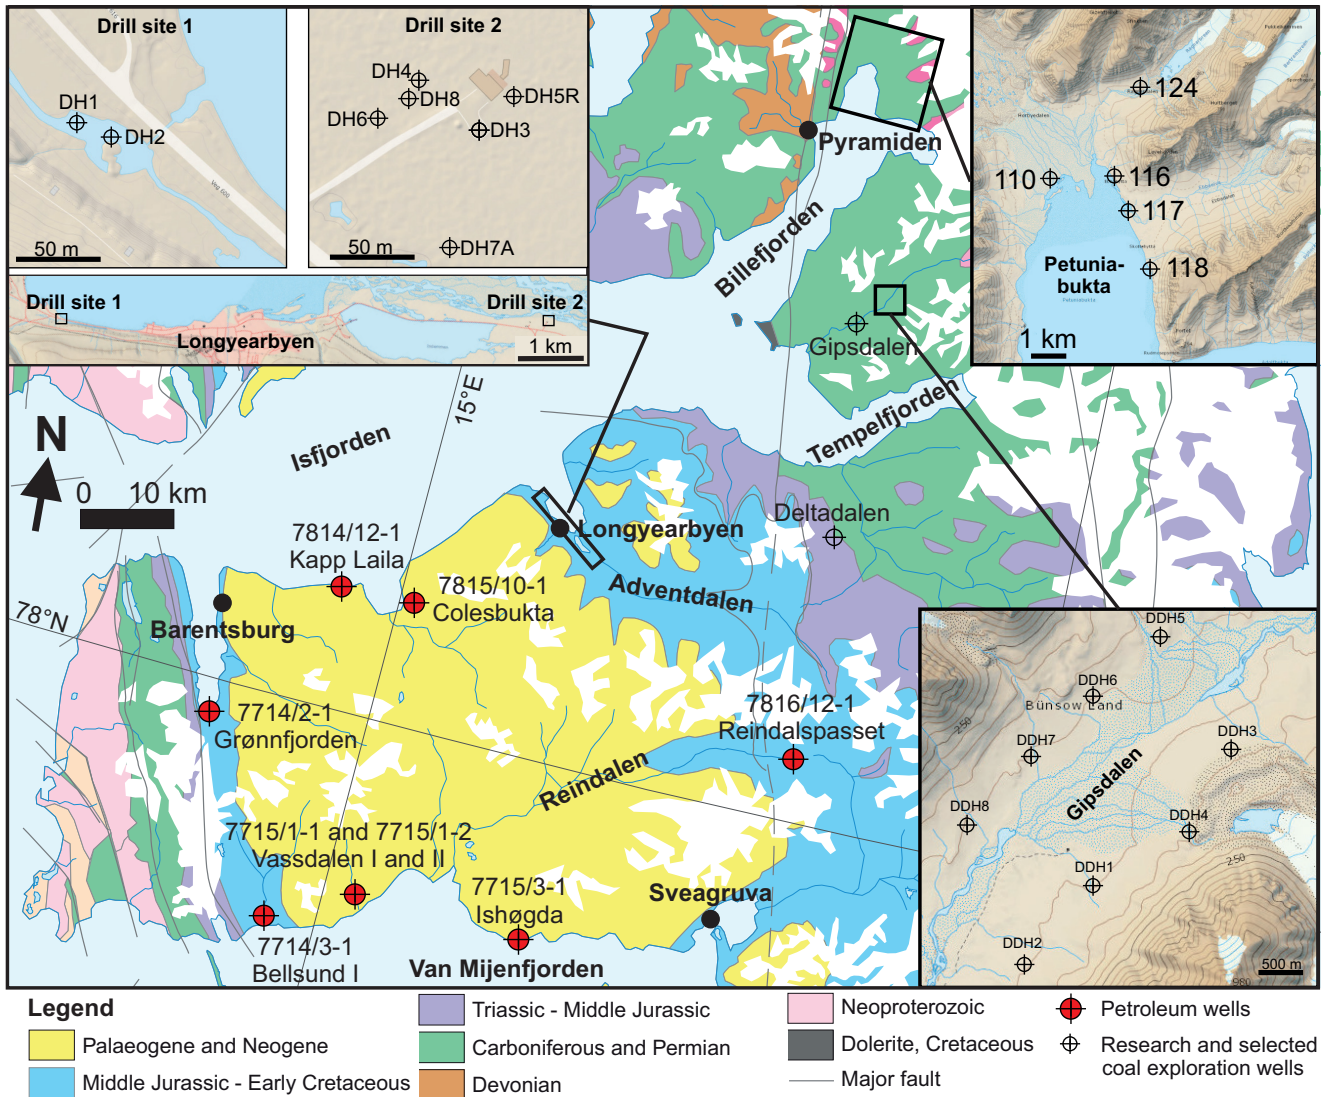 Drill site 1
DH1
DH2
Veg 600
50 m
Drill site 2
DH4
DH8
DH5R
DH6
DH3
DH7A
50 m
Drill site 1
Drill site 2
Longyearbyen
1 km
Pyramiden
Billefjorden
Gipsdalen
Tempelfjorden
124
110
116
117
118
Petunia-
bukta
Petuniabukta
1 km
15°E
Isfjorden
N
0 10 km
7814/12-1
Kapp Laila
7815/10-1
Colesbukta
Longyearbyen
Deltadalen
Adventdalen
78°N
Barentsburg
7714/2-1
Grønnfjorden
7816/12-1
Reindalspasset
Reindalen
7715/1-1 and 7715/1-2
Vassdalen I and II
7715/3-1
Ishøgda
Sveagruva
7714/3-1
Bellsund I
Van Mijenfjorden
DDH5
DDH6
Bünsow Land
250
DDH7
DDH3
Gipsdalen
DDH8
DDH4
250
DDH1
DDH2
500 m
980
Legend
Palaeogene and Neogene
Middle Jurassic - Early Cretaceous
Triassic - Middle Jurassic
Carboniferous and Permian
Devonian
Neoproterozoic
Dolerite, Cretaceous
Major fault
Petroleum wells
Research and selected
coal exploration wells